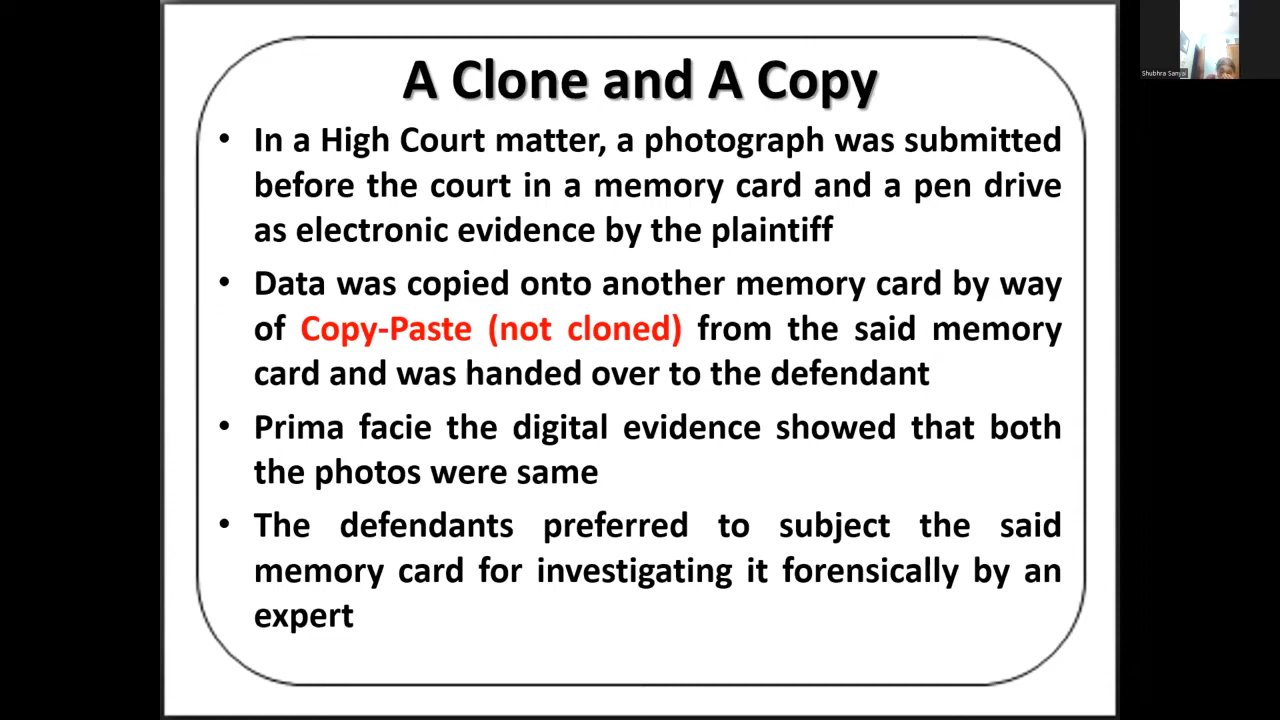 A Clone and A Copy
• In a High Court matter, a photograph was submitted
before the court in a memory card and a pen drive
as electronic evidence by the plaintiff
• Data was copied onto another memory card by way
of Copy-Paste (not cloned) from the said memory
card and was handed over to the defendant
• Prima facie the digital evidence showed that both
the photos were same
• The defendants preferred to subject the said
memory card for investigating it forensically by an
expert
Shubhra Sanyal